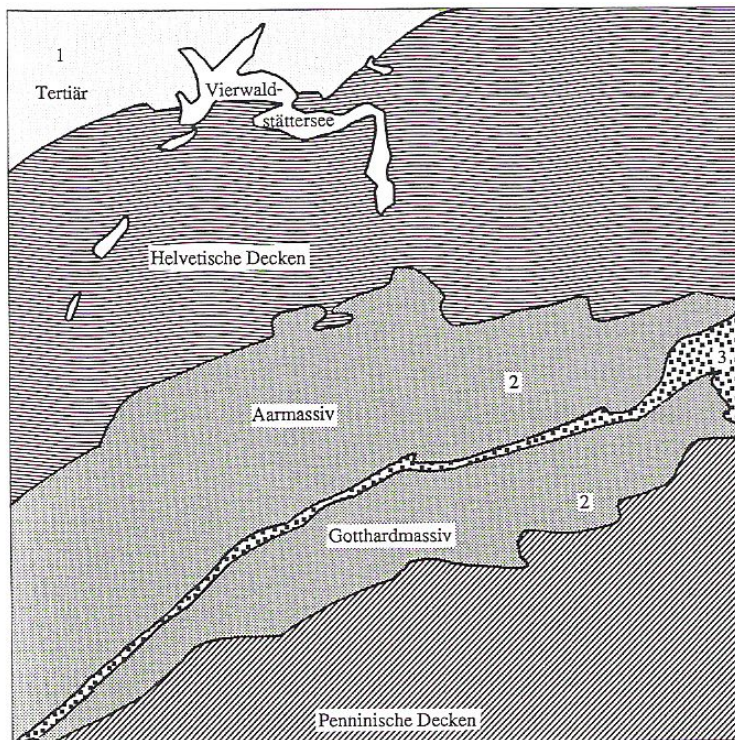 1
Tertiär
Vierwald-
stättersee
Helvetische Decken
3
2
Aarmassiv
2
Gotthardmassiv
Penninische Decken